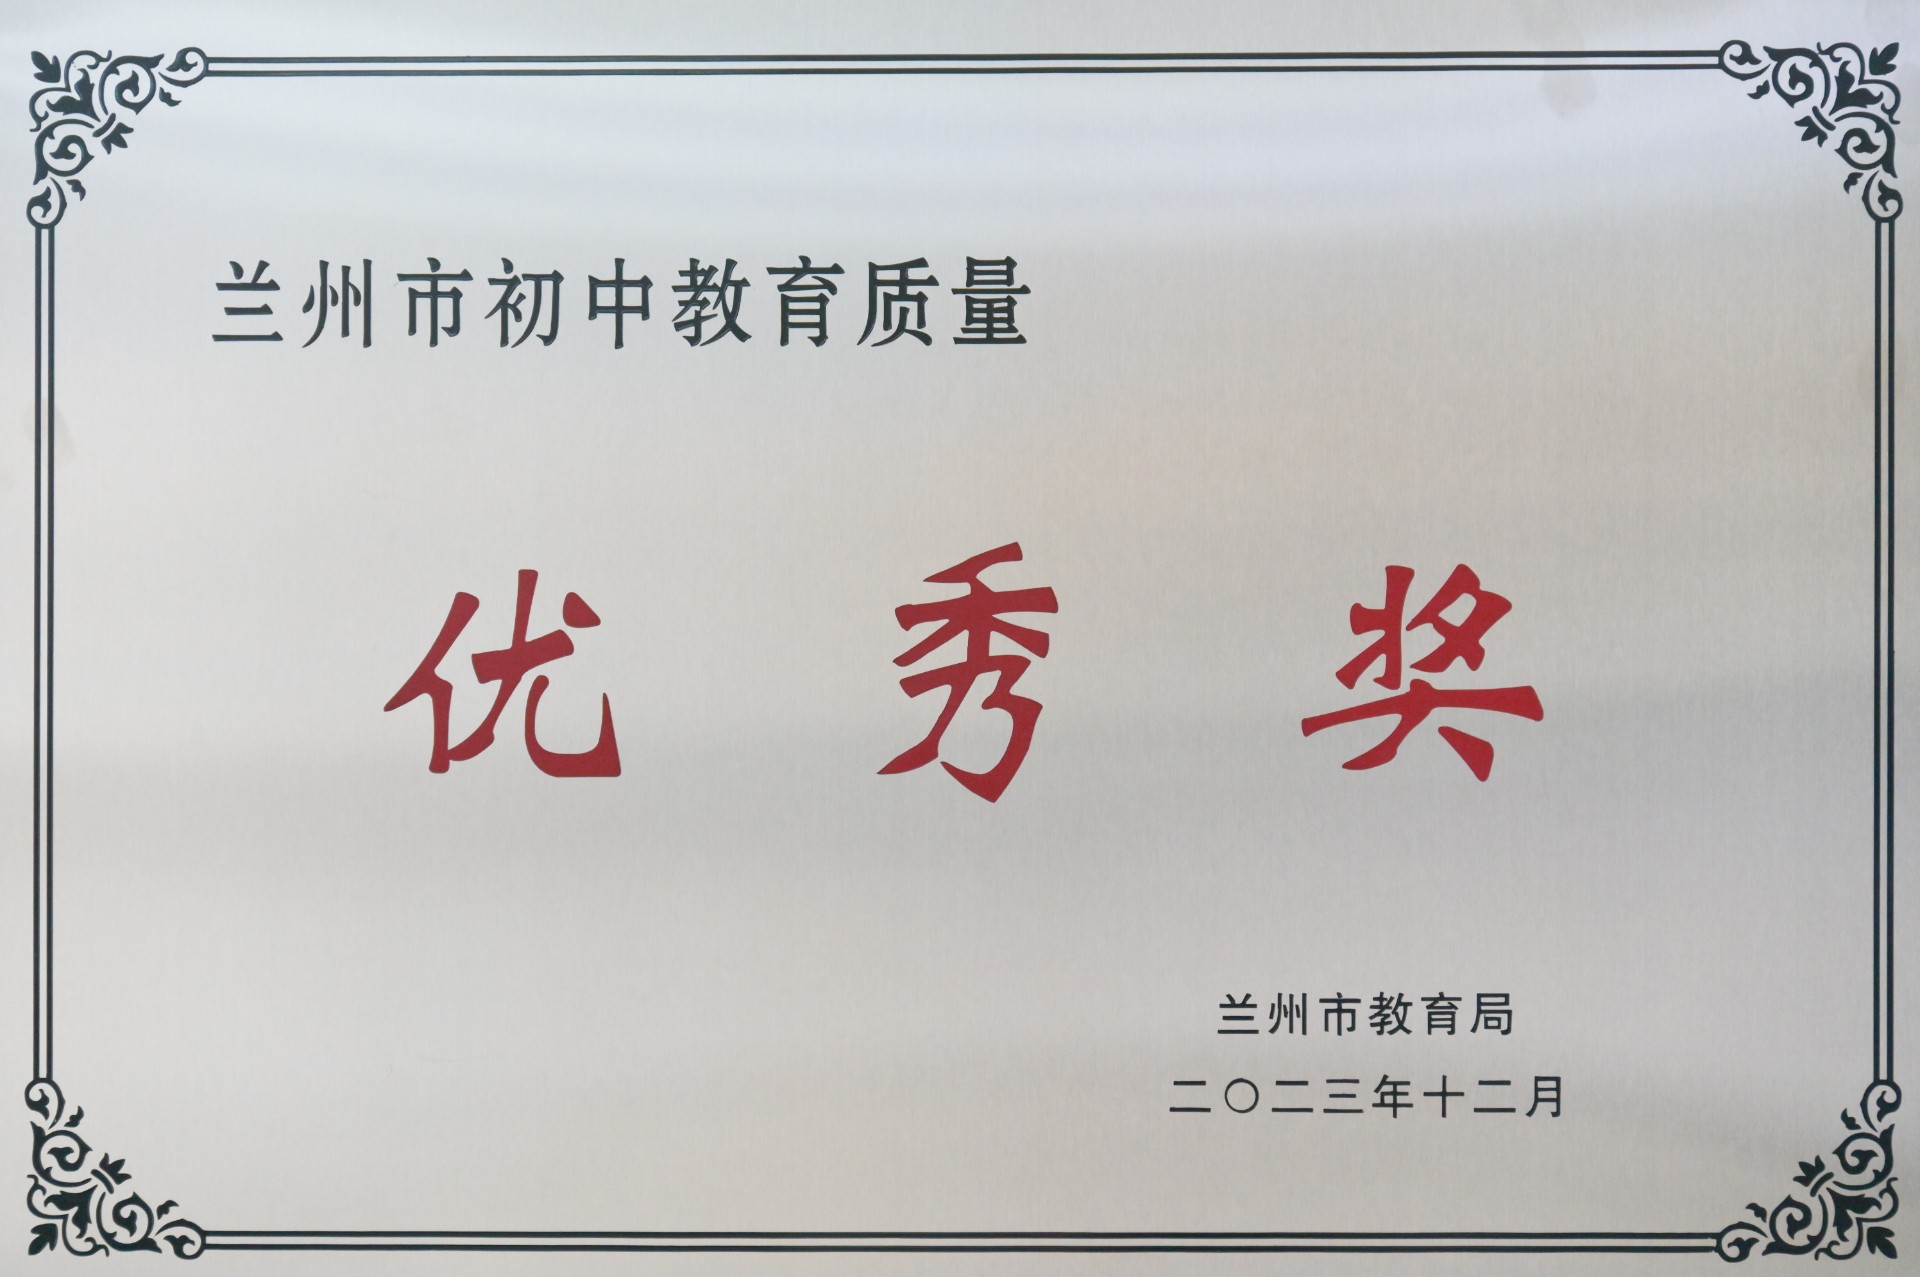 兰州市初中教育质量
优秀奖
兰州市教育局
二〇二三年十二月